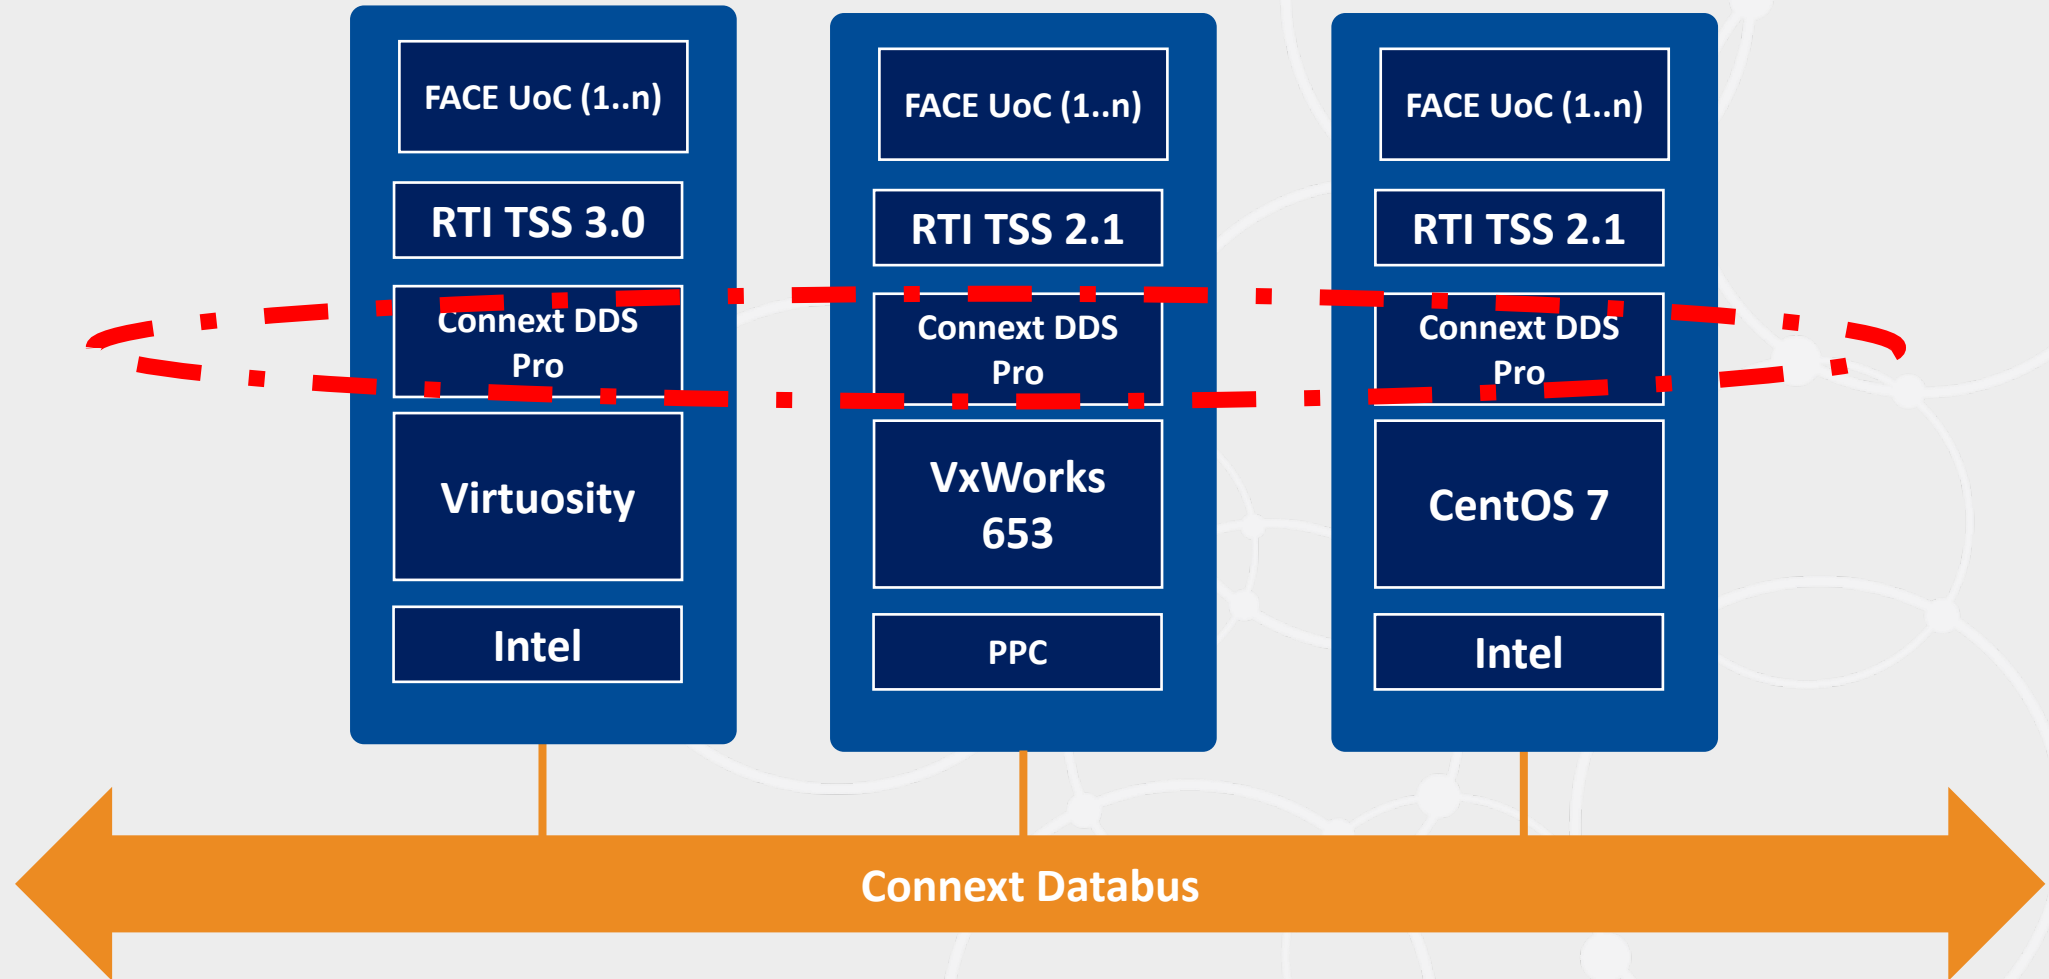 FACE UoC (1..n)
RTI TSS 3.0
Connext DDS
Pro
Virtuosity
Intel
FACE UoC (1..n)
RTI TSS 2.1
Connext DDS
Pro
VxWorks
653
PPC
FACE UoC (1..n)
RTI TSS 2.1
Connext DDS
Pro
CentOS 7
Intel
Connext Databus